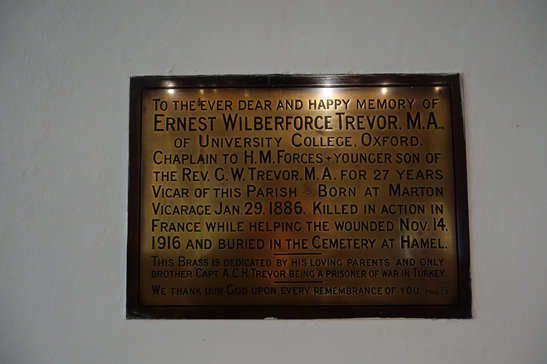 TO THE EVER DEAR AND HAPPY MEMORY OF
ERNEST WILBERFORCE TREVOR. M.A.,
OF UNIVERSITY COLLEGE, OXFORD.
CHAPLAIN TO H.M. FORCES + YOUNGER SON OF
THE REV. G.W. TREVOR, M.A. FOR 27 YEARS
VICAR OF THIS PARISH BORN AT MARTON
VICARAGE JAN. 29. 1886. KILLED IN ACTION IN
FRANCE WHILE HELPING THE WOUNDED NOV. 14.
1916 AND BURIED IN THE CEMETERY AT HAMEL.
THIS BRASS IS DEDICATED BY HIS LOVING PARENTS AND ONLY
BROTHER CAPT. A.C.H. TREVOR BEING A PRISONER OF WAR IN TURKEY.
WE THANK OUR GOD UPON EVERY REMEMBRANCE OF YOU. PHIL.